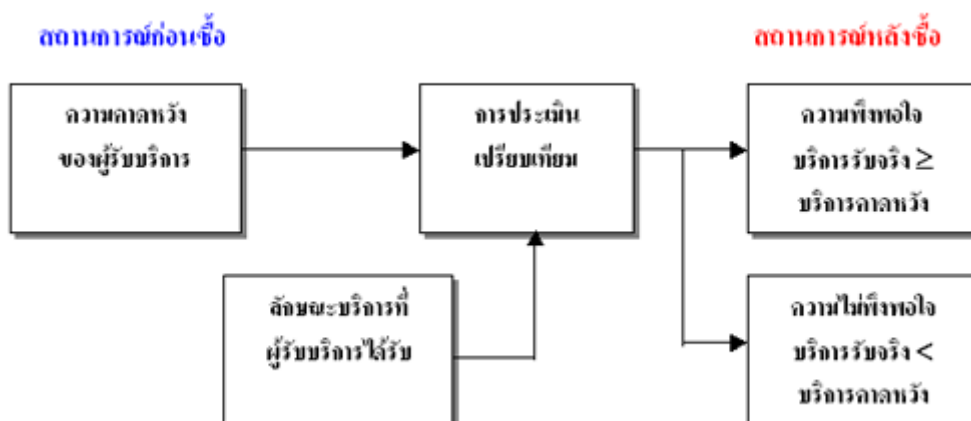 สถานการณ์ก่อนซื้อ
สถานการณ์หลังซื้อ
ความคาดหวัง
ของผู้รับบริการ
การประเมิน
เปรียบเทียม
ความพึงพอใจ
บริการรับจริง ≥
บริการคาดหวัง
ลักษณะบริการที่
ผู้รับบริการได้รับ
ความไม่พึงพอใจ
บริการรับจริง <
บริการคาดหวัง